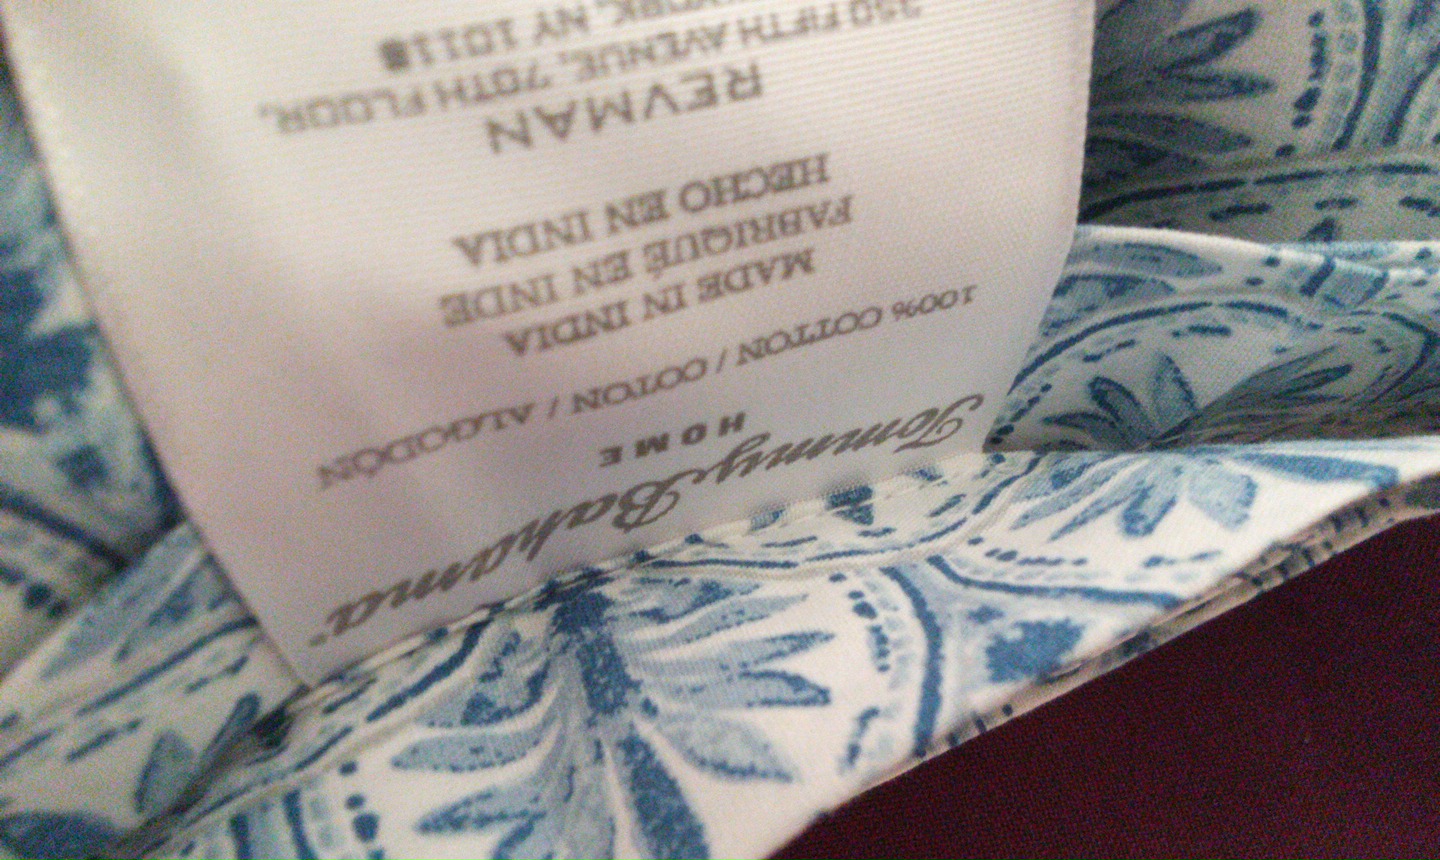 Tommy Bahama
HOME
100% COTTON / COTON / ALGODÓN
MADE IN INDIA
FABRIQUÉ EN INDE
HECHO EN INDIA
REVMAN
350 FIFTH AVENUE, 70TH FLOOR,
YORK, NY 10118